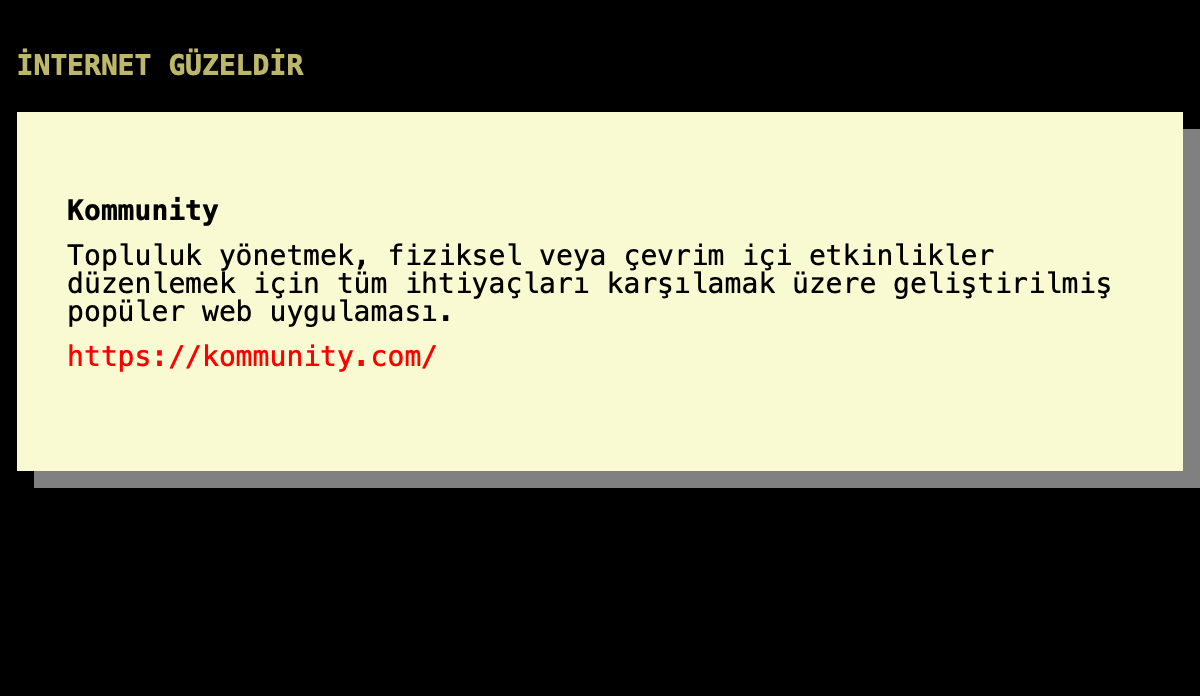 İNTERNET GÜZELDİR
Kommunity
Topluluk yönetmek, fiziksel veya çevrim içi etkinlikler
düzenlemek için tüm ihtiyaçları karşılamak üzere geliştirilmiş
popüler web uygulaması.
https://kommunity.com/